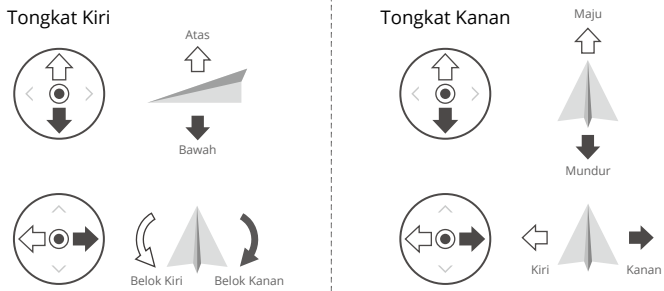 Tongkat Kiri
Atas
Bawah
Belok Kiri
Belok Kanan
Tongkat Kanan
Maju
Mundur
Kiri
Kanan